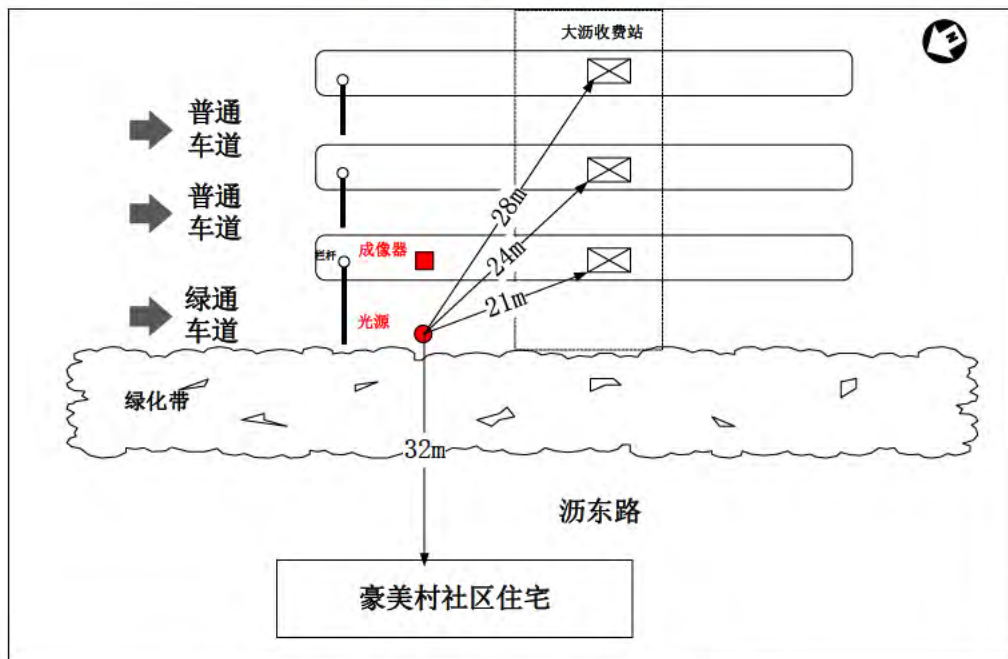 大沥收费站
N
普通
车道
28m
普通
车道
24m
栏杆
成像器
21m
绿通
车道
光源
绿化带
32m
沥东路
豪美村社区住宅